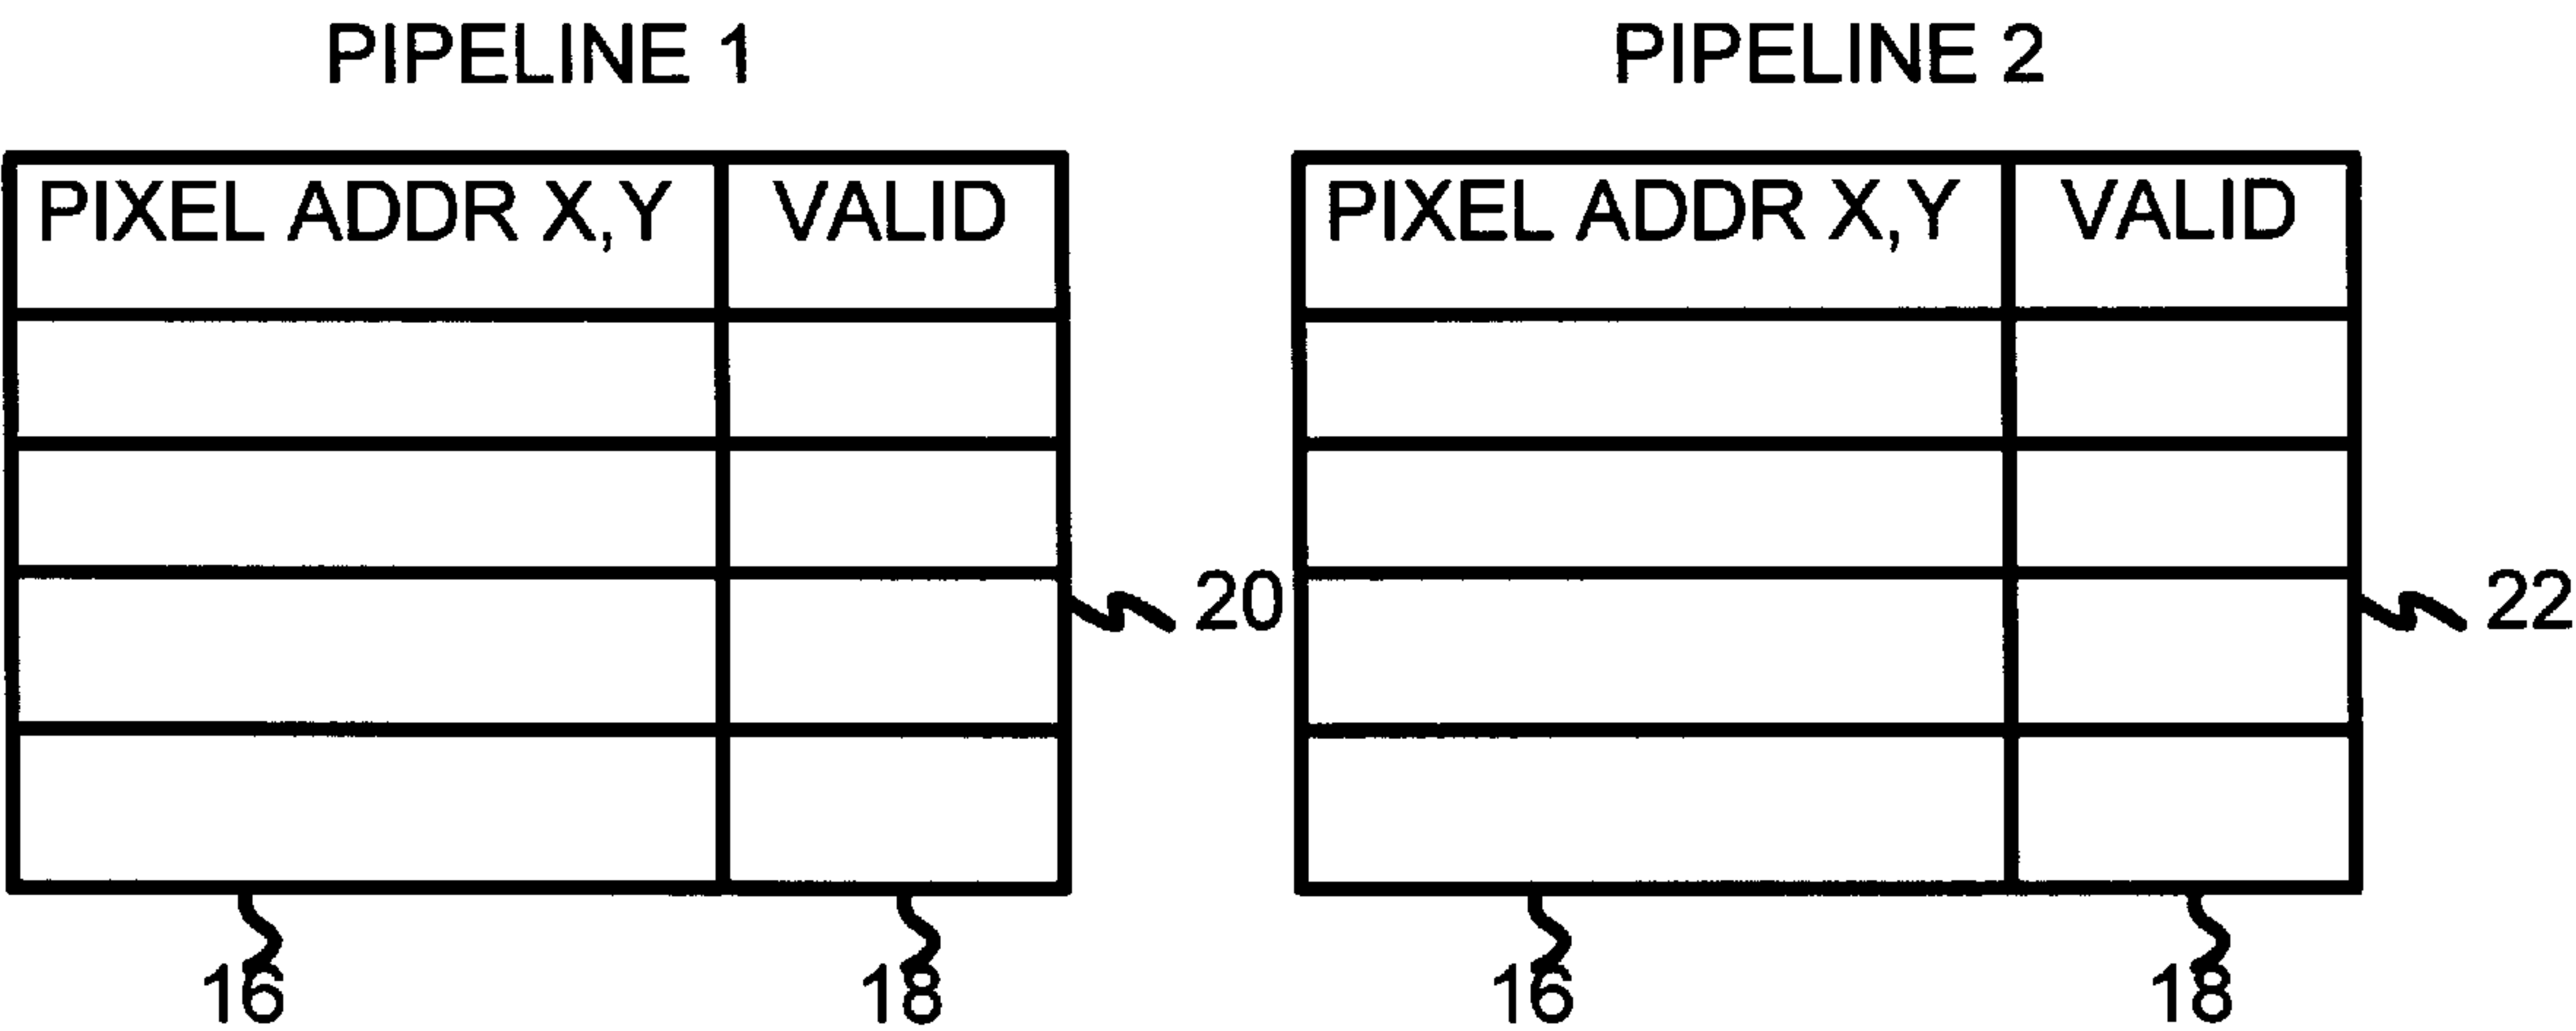 PIPELINE 1 PIPELINE 2
PIXEL ADDR X,Y VALID PIXEL ADDR X,Y VALID
20 22
16 18 16 18